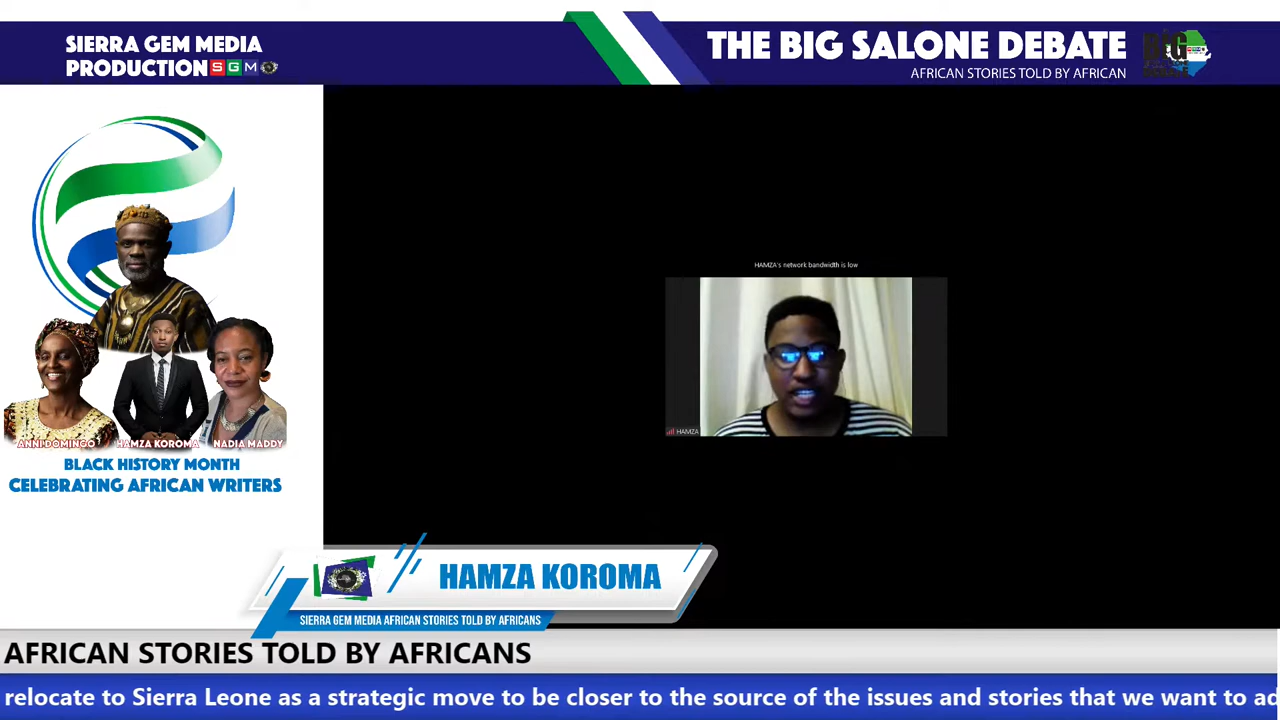 SIERRA GEM MEDIA
PRODUCTION SGM
THE BIG SALONE DEBATE
AFRICAN STORIES TOLD BY AFRICAN
BIG
HAMZA's network bandwidth is low
HAMZA
ANNI DOMINGO HAMZA KOROMA NADIA MADDY
BLACK HISTORY MONTH
CELEBRATING AFRICAN WRITERS
HAMZA KOROMA
SIERRA GEM MEDIA AFRICAN STORIES TOLD BY AFRICANS
AFRICAN STORIES TOLD BY AFRICANS
relocate to Sierra Leone as a strategic move to be closer to the source of the issues and stories that we want to ad